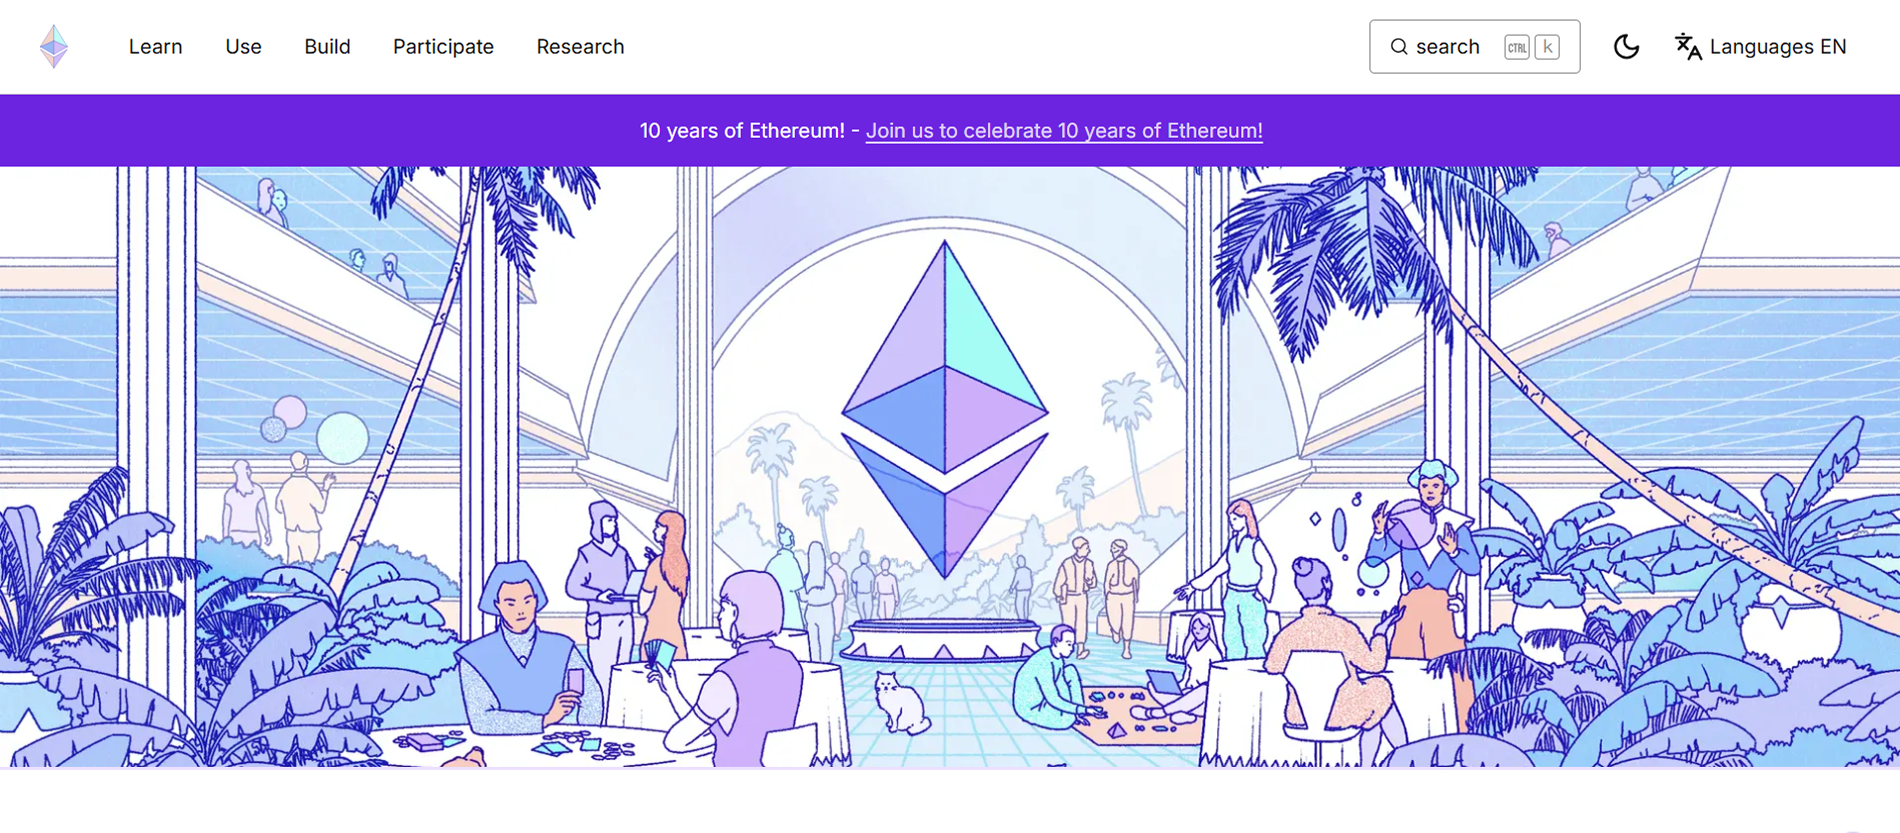 Learn Use Build Participate Research search CTRL k Languages EN
10 years of Ethereum! - Join us to celebrate 10 years of Ethereum!